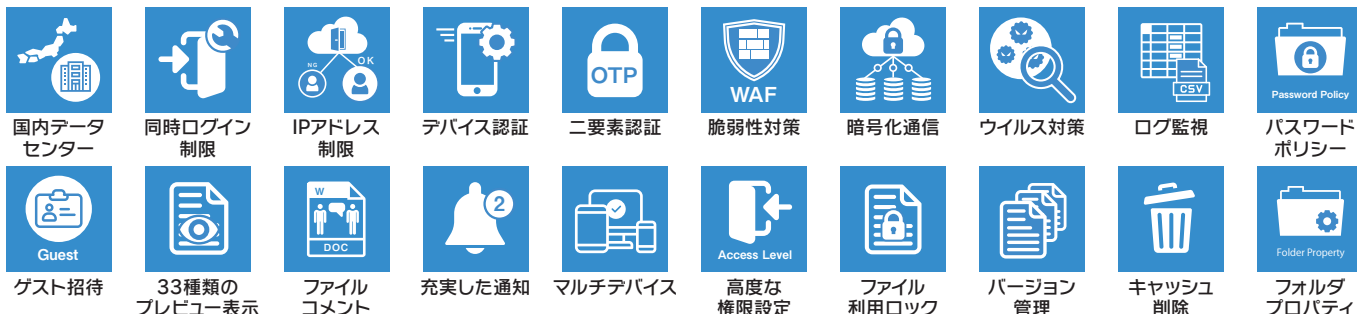 NG
OK
OTP
WAF
CSV
Password Policy
国内データ
センター
同時ログイン
制限
IPアドレス
制限
デバイス認証
二要素認証
脆弱性対策
暗号化通信
ウイルス対策
ログ監視
パスワード
ポリシー
Guest
W
DOC
2
Access Level
Folder Property
ゲスト招待
33種類の
プレビュー表示
ファイル
コメント
充実した通知
マルチデバイス
高度な
権限設定
ファイル
利用ロック
バージョン
管理
キャッシュ
削除
フォルダ
プロパティ